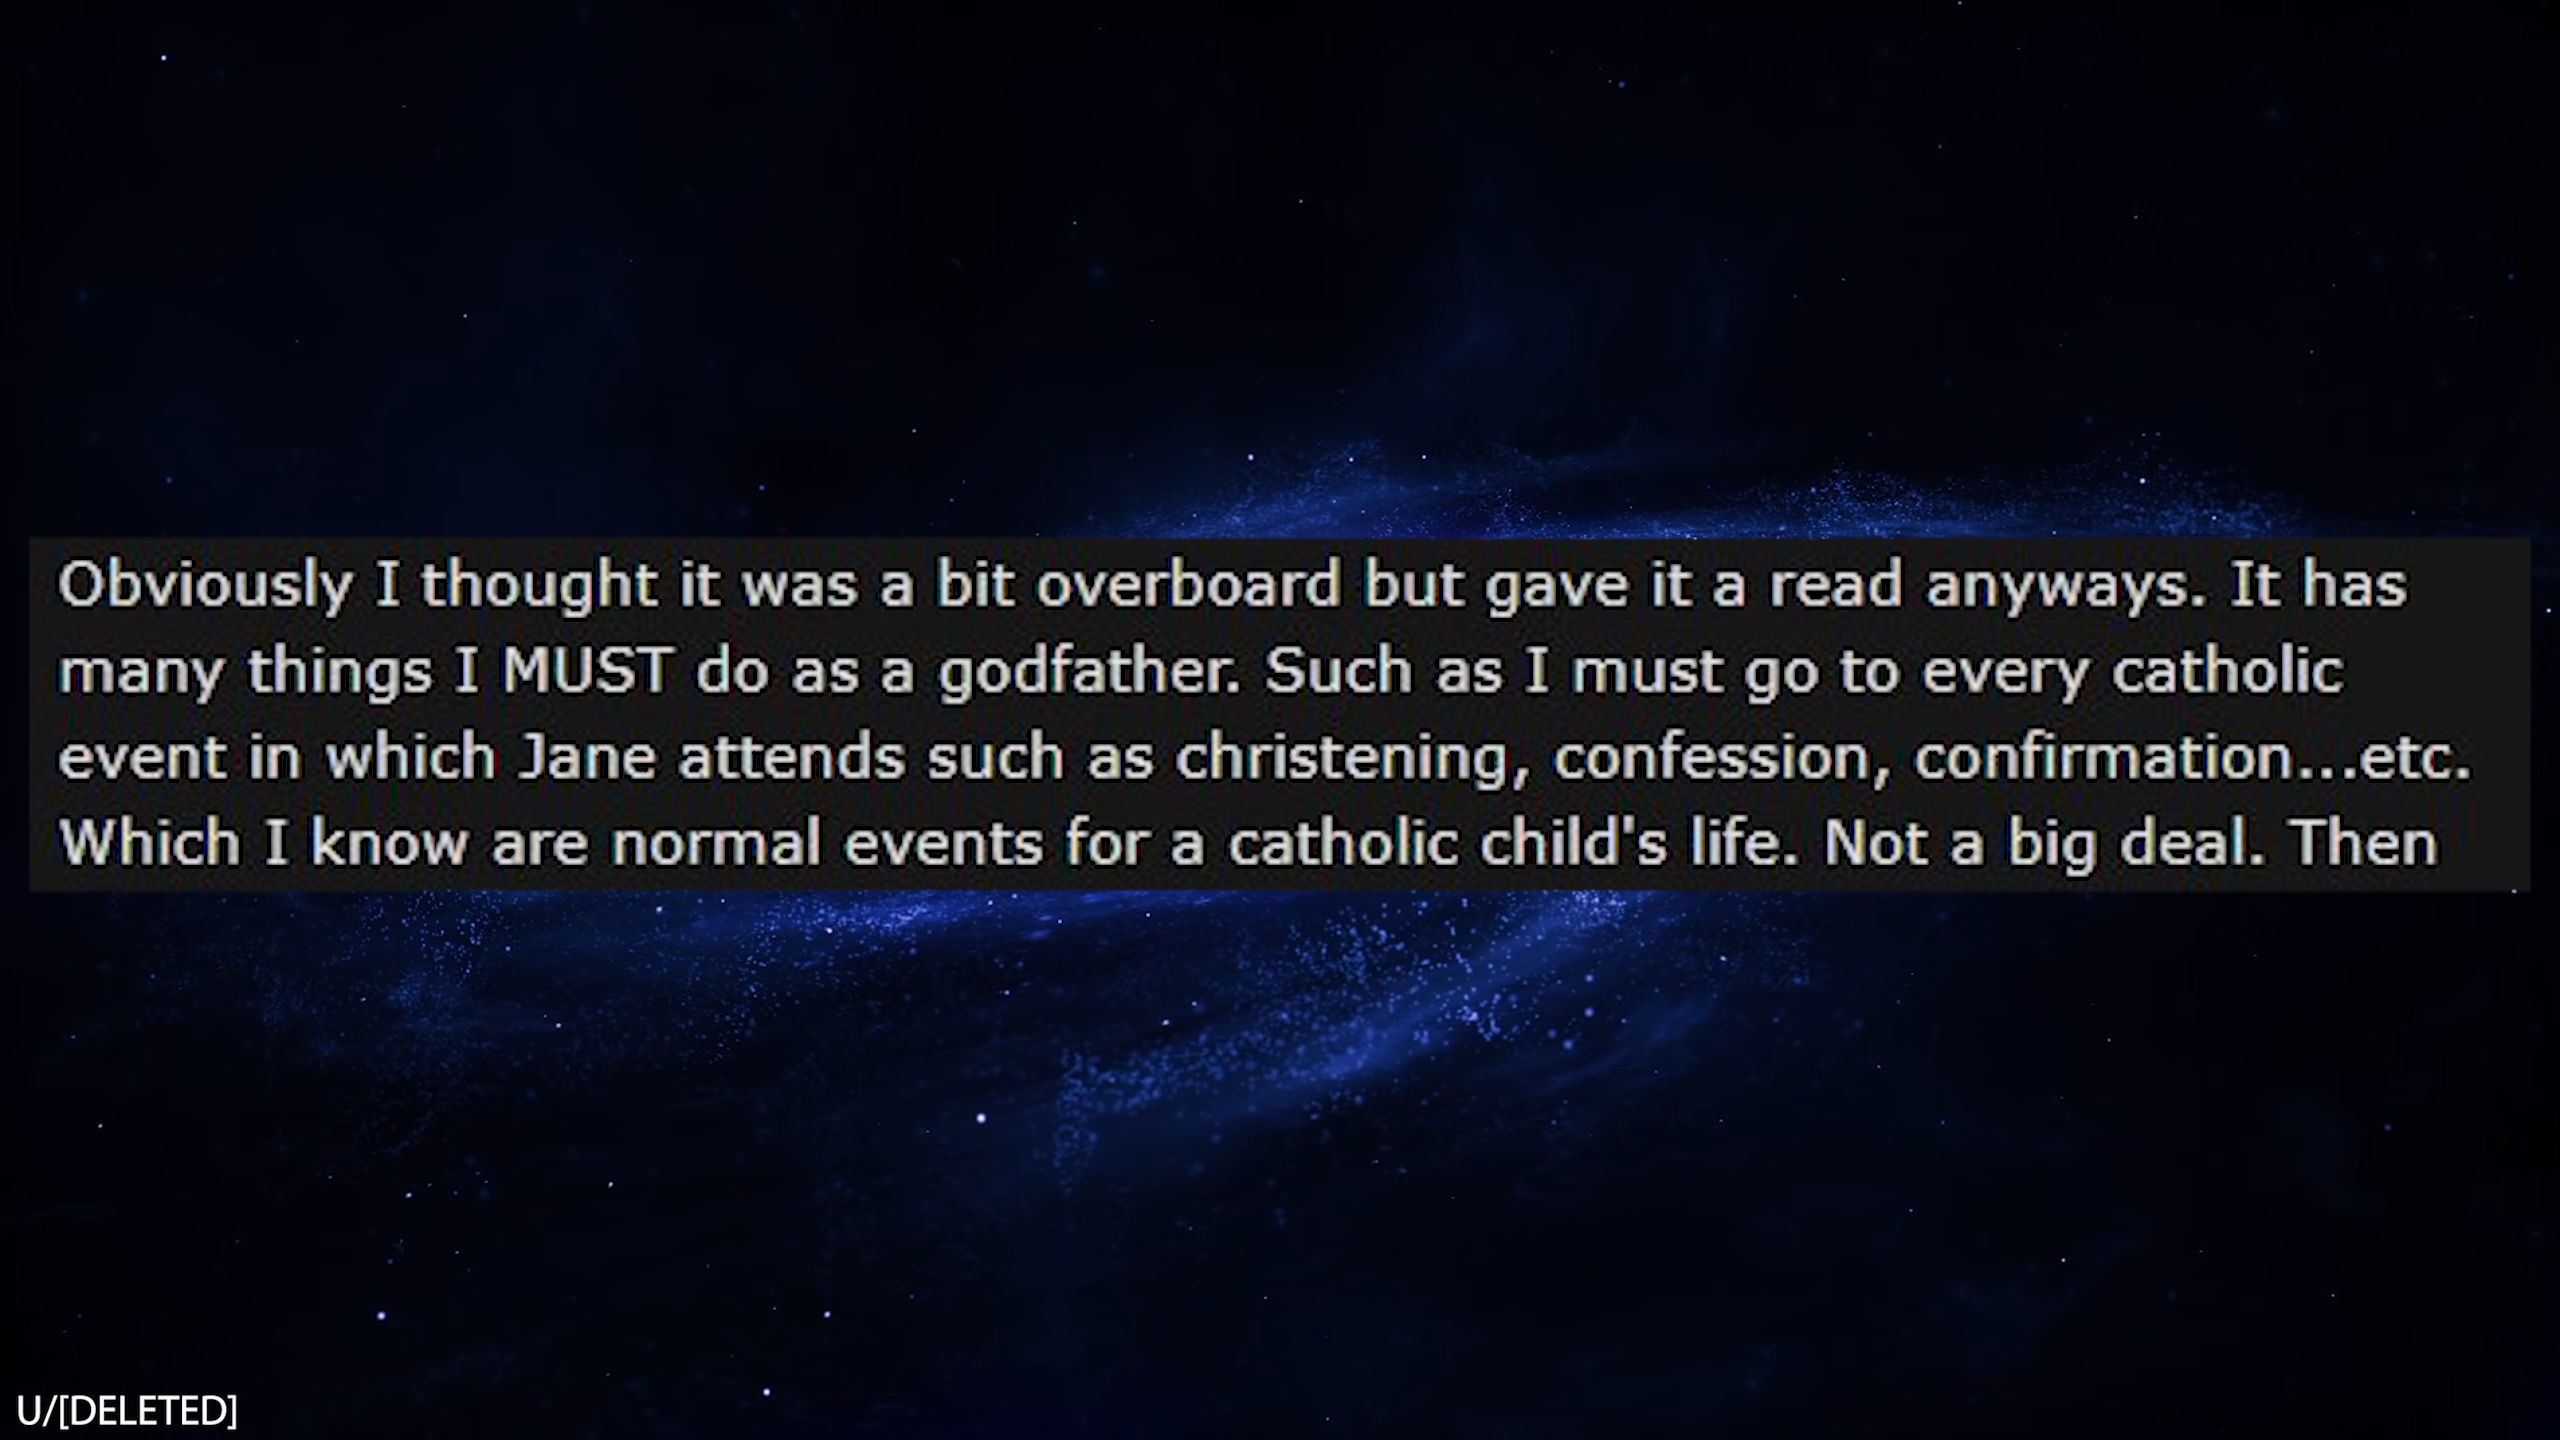 Obviously I thought it was a bit overboard but gave it a read anyways. It has
many things I MUST do as a godfather. Such as I must go to every catholic
event in which Jane attends such as christening, confession, confirmation...etc.
Which I know are normal events for a catholic child's life. Not a big deal. Then
U/[DELETED]